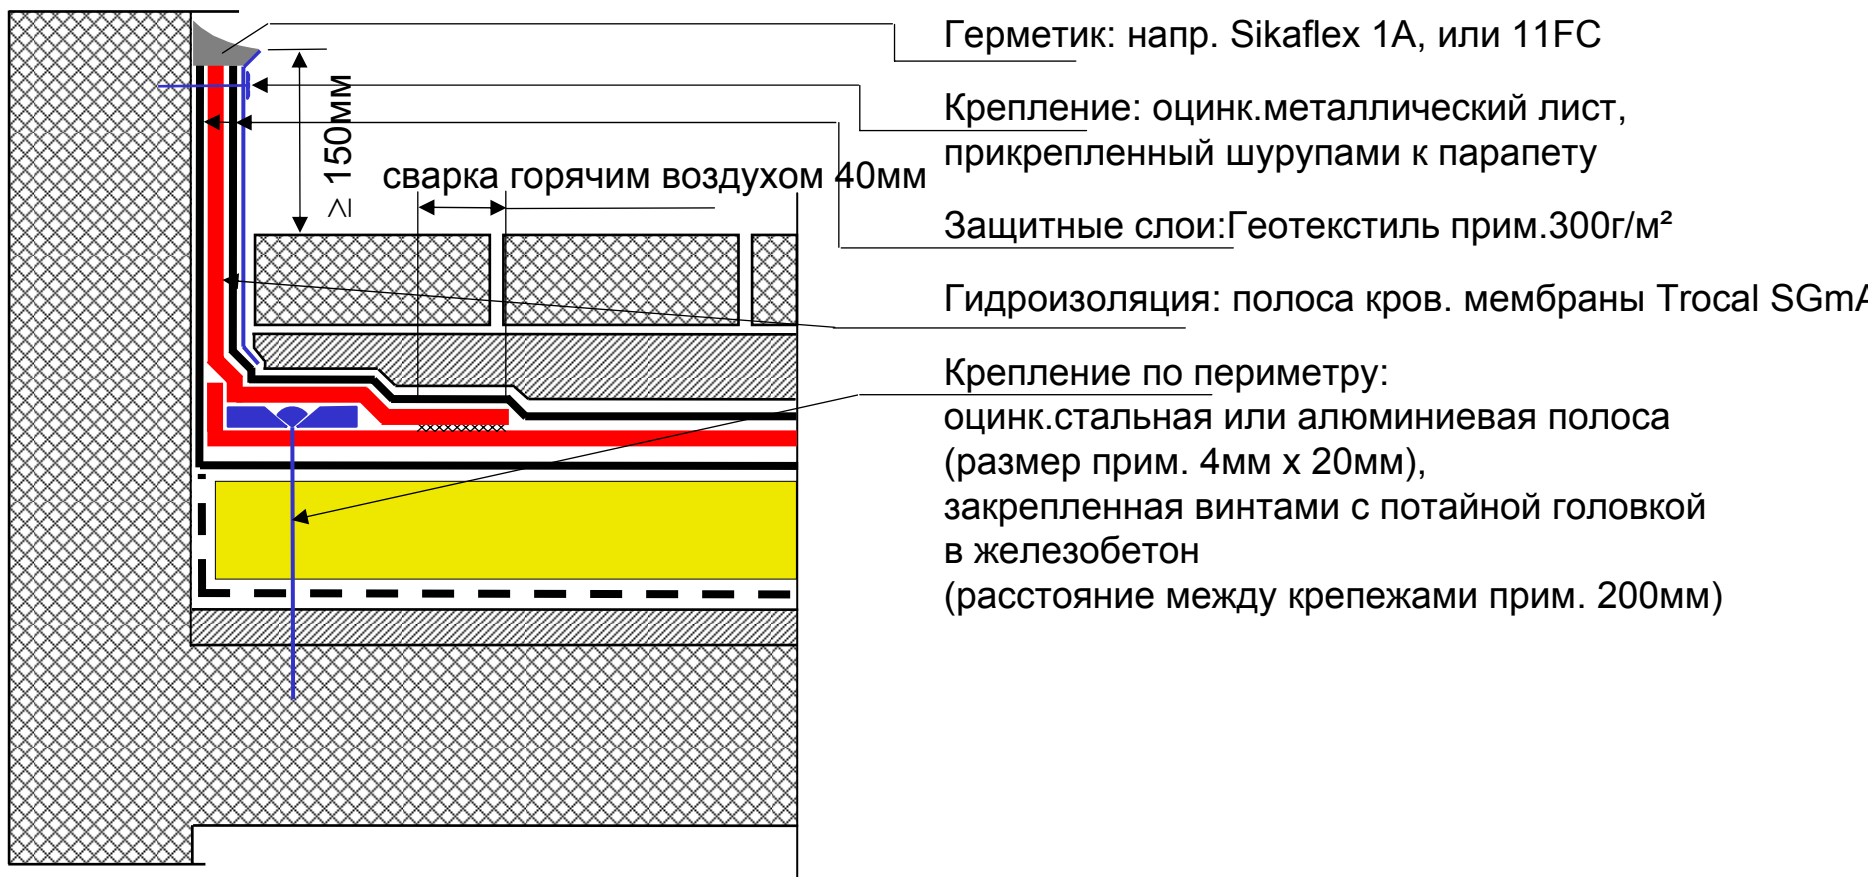 Герметик: напр. Sikaflex 1A, или 11FC
Крепление: оцинк.металлический лист,
прикрепленный шурупами к парапету
≥ 150мм
сварка горячим воздухом 40мм
Защитные слои:Геотекстиль прим.300г/м²
Гидроизоляция: полоса кров. мембраны Trocal SGmA
Крепление по периметру:
оцинк.стальная или алюминиевая полоса
(размер прим. 4мм x 20мм),
закрепленная винтами с потайной головкой
в железобетон
(расстояние между крепежами прим. 200мм)